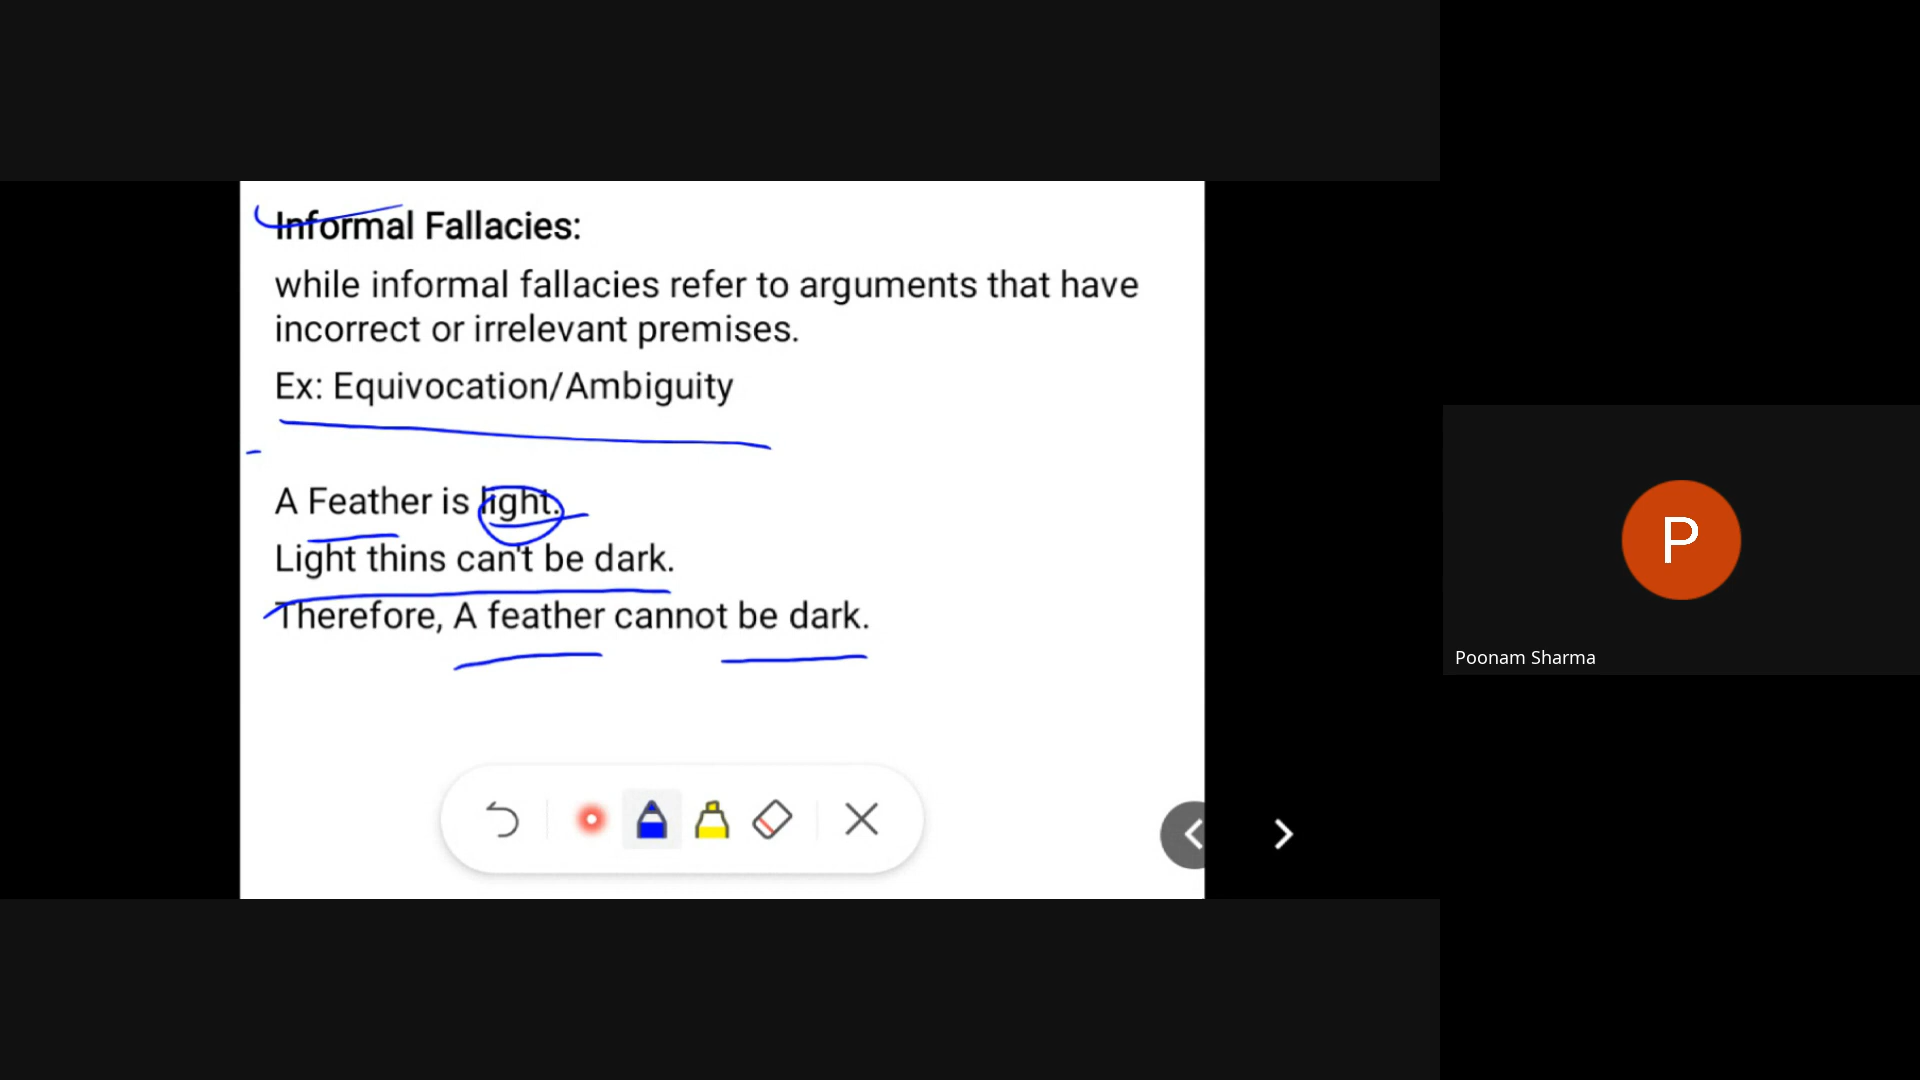 Informal Fallacies:
while informal fallacies refer to arguments that have
incorrect or irrelevant premises.
Ex: Equivocation/Ambiguity
A Feather is light.
Light thins can't be dark.
Therefore, A feather cannot be dark.
P
Poonam Sharma